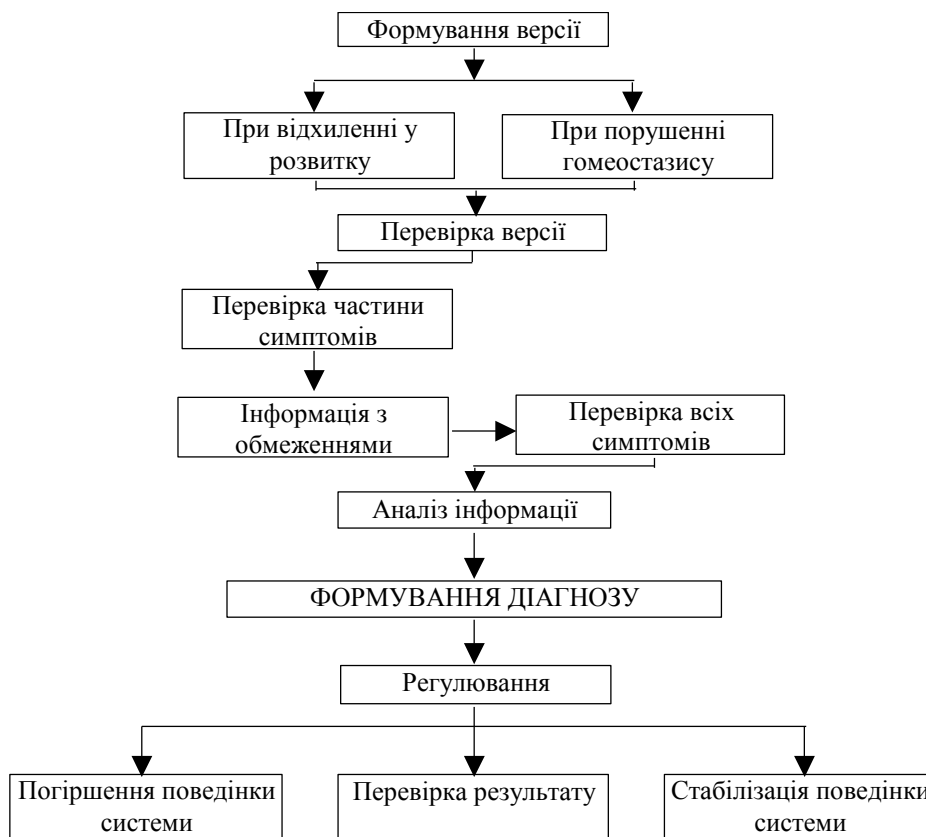 Формування версії
При відхиленні у
розвитку
При порушенні
гомеостазису
Перевірка версії
Перевірка частини
симптомів
Інформація з
обмеженнями
Перевірка всіх
симптомів
Аналіз інформації
ФОРМУВАННЯ ДІАГНОЗУ
Регулювання
Погіршення поведінки
системи
Перевірка результату
Стабілізація поведінки
системи